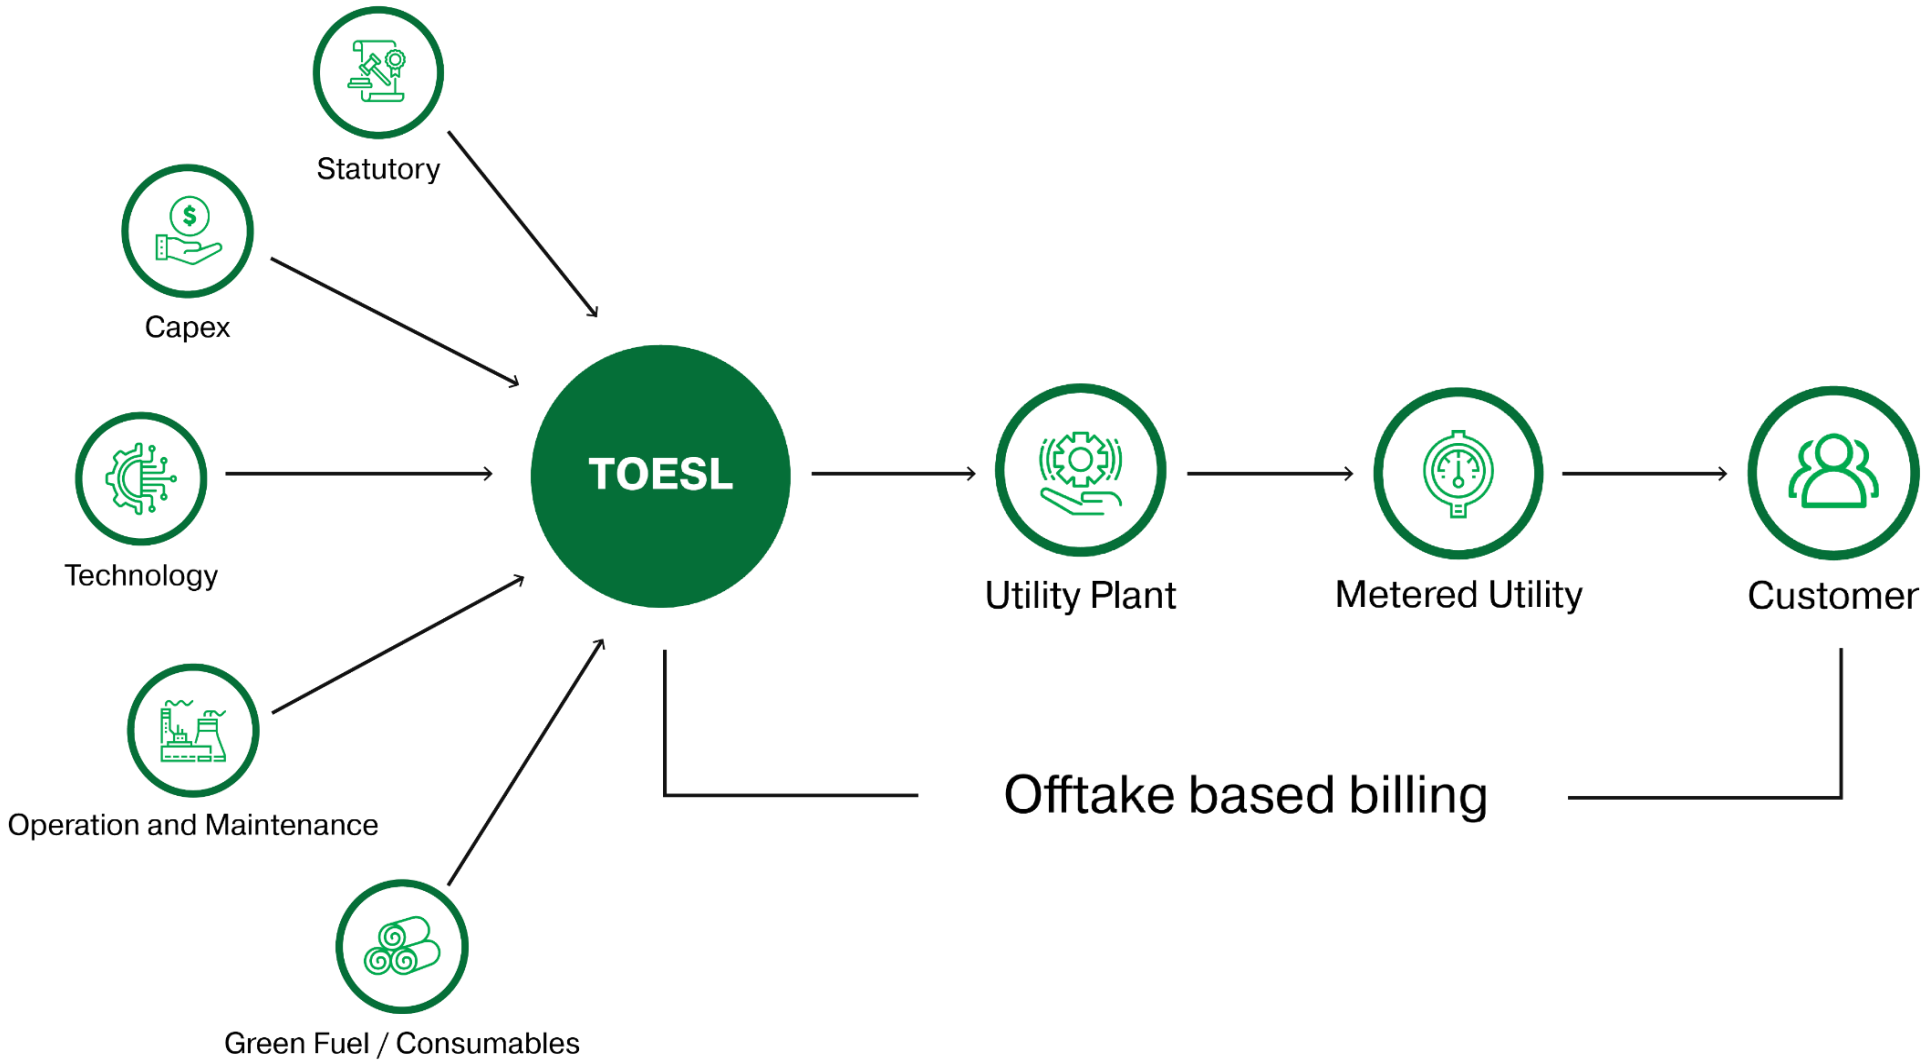 Statutory
Capex
$
Technology
TOESL
Utility Plant
Metered Utility
Customer
Operation and Maintenance
Offtake based billing
Green Fuel / Consumables